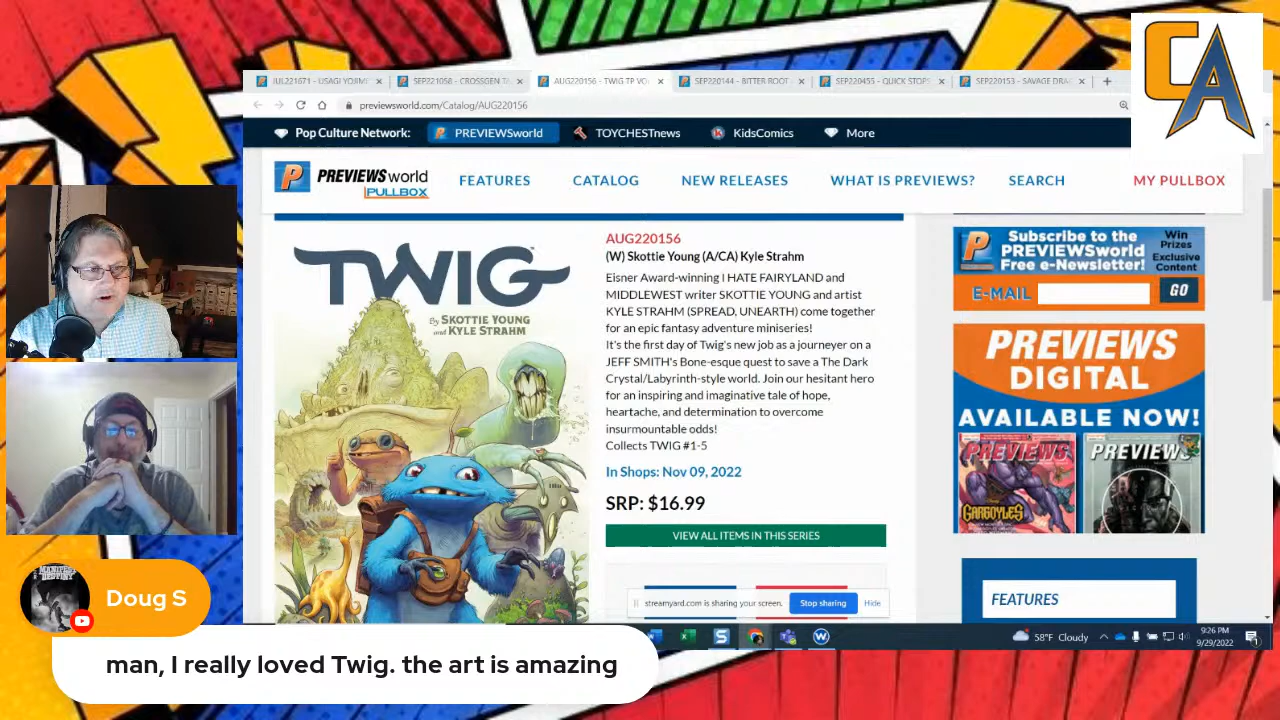 CA
JUL221671 - USAGI YOJIM
SEP221058 - CROSSGEN T
AUG220156 - TWIG TP VO
SEP220144 - BITTER ROOT
SEP220455 - QUICK STOPS
SEP220153 - SAVAGE DRA
previewsworld.com/Catalog/AUG220156
Pop Culture Network:
PREVIEWSworld
TOYCHESTnews
KidsComics
More
PREVIEWSworld
PULLBOX
FEATURES
CATALOG
NEW RELEASES
WHAT IS PREVIEWS?
SEARCH
MY PULLBOX
TWIG
By SKOTTIE YOUNG
and KYLE STRAHM
AUG220156
(W) Skottie Young (A/CA) Kyle Strahm
Eisner Award-winning I HATE FAIRYLAND and
MIDDLEWEST writer SKOTTIE YOUNG and artist
KYLE STRAHM (SPREAD, UNEARTH) come together
for an epic fantasy adventure miniseries!
It's the first day of Twig's new job as a journeyer on a
JEFF SMITH's Bone-esque quest to save a The Dark
Crystal/Labyrinth-style world. Join our hesitant hero
for an inspiring and imaginative tale of hope,
heartache, and determination to overcome
insurmountable odds!
Collects TWIG #1-5
In Shops: Nov 09, 2022
SRP: $16.99
VIEW ALL ITEMS IN THIS SERIES
Subscribe to the
PREVIEWSworld
Free e-Newsletter!
Win
Prizes
Exclusive
Content
E-MAIL
GO
PREVIEWS
DIGITAL
AVAILABLE NOW!
PREVIEWS
GARGOYLES
PREVIEWS
FEATURES
streamyard.com is sharing your screen.
Stop sharing
Hide
58°F Cloudy
9:26 PM
9/29/2022
MANIFEST
DESTINY
Doug S
man, I really loved Twig. the art is amazing